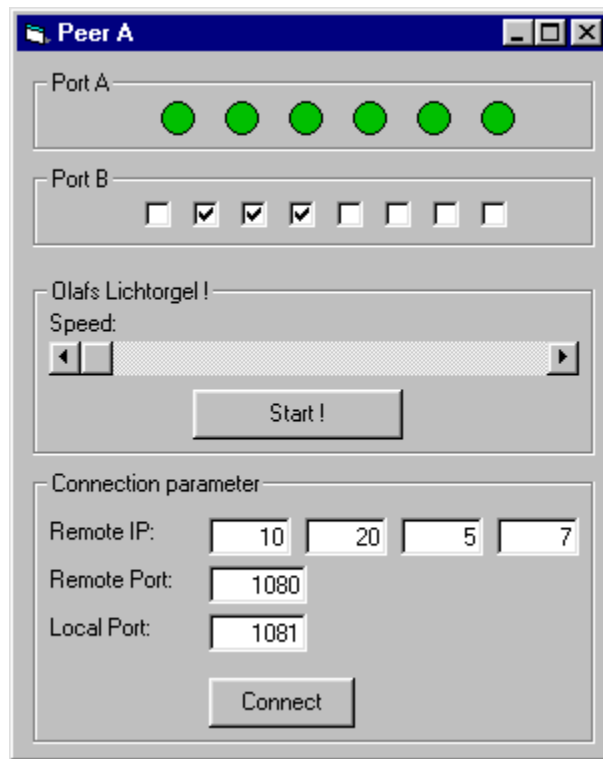 Peer A
Port A
Port B
Olafs Lichtorgel !
Speed:
Start !
Connection parameter
Remote IP: 10 20 5 7
Remote Port: 1080
Local Port: 1081
Connect